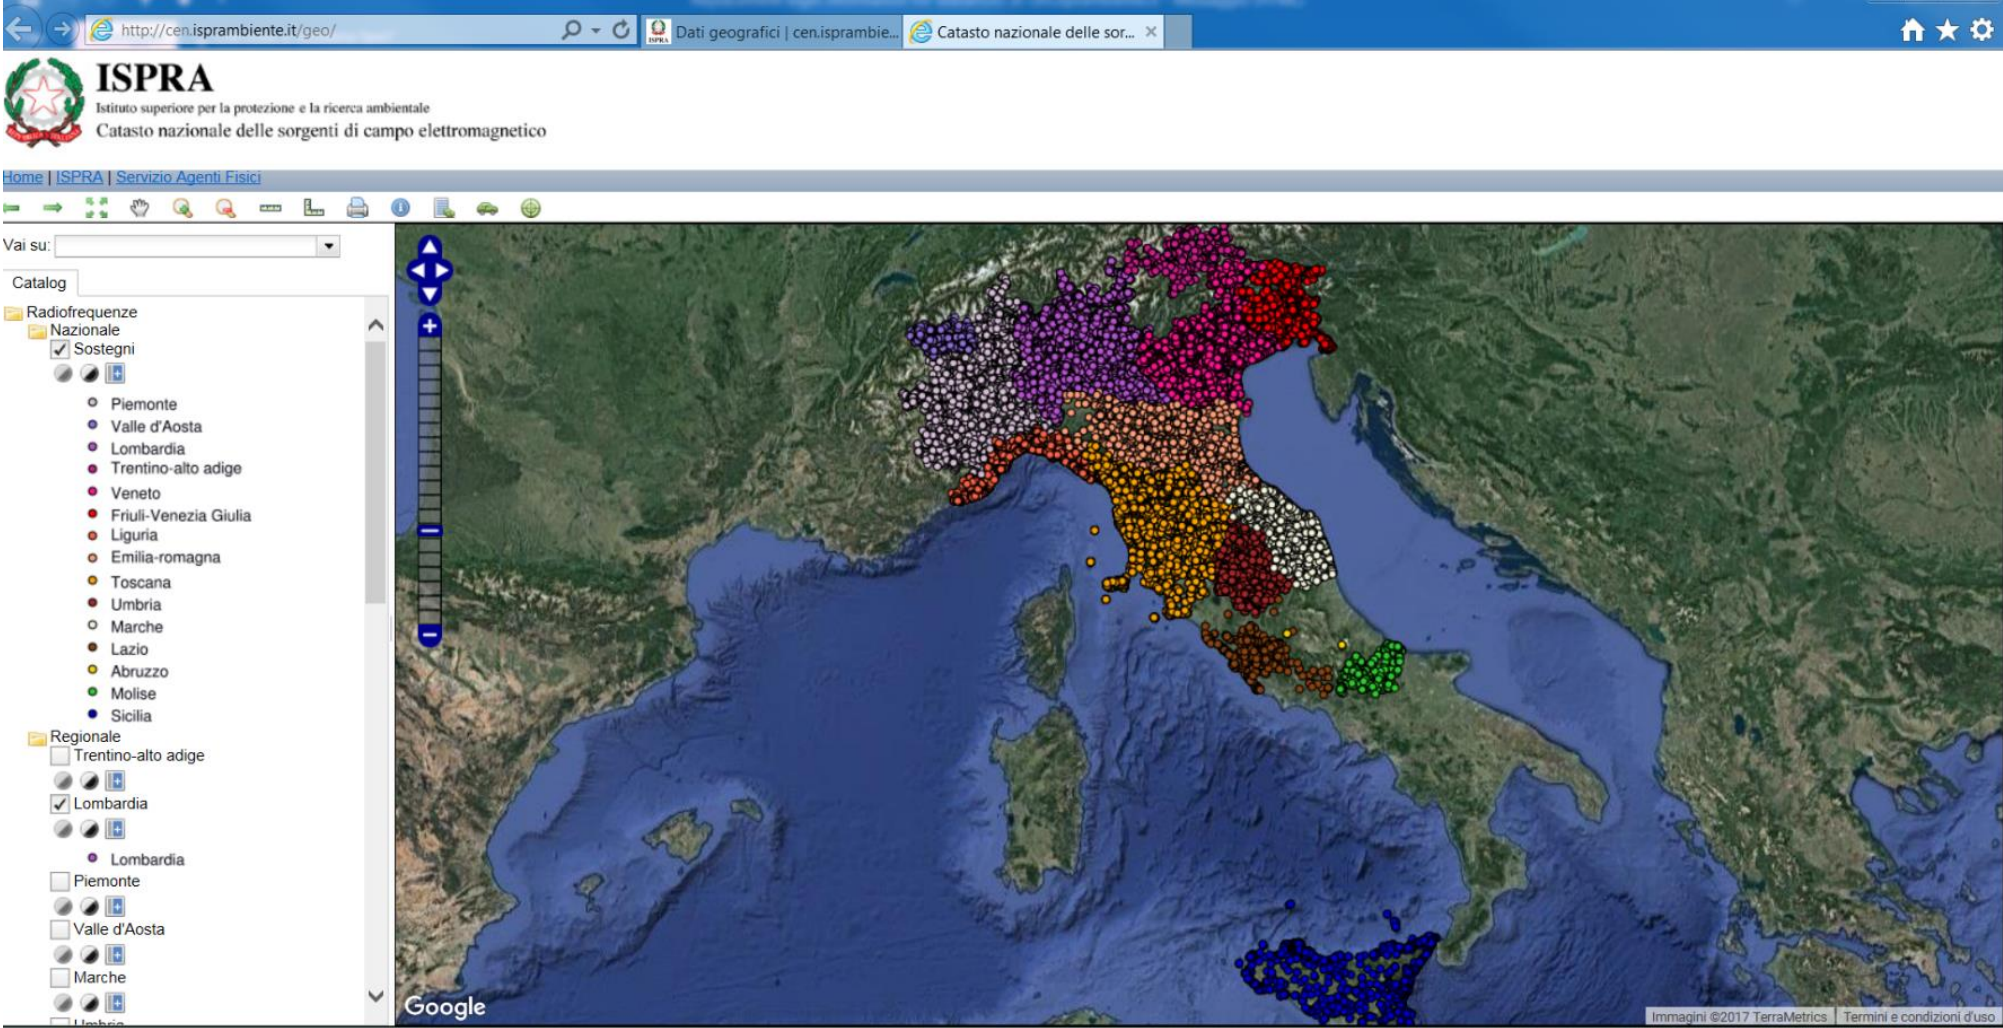 http://cen.isprambiente.it/geo/
Dati geografici | cen.isprambie...
Catasto nazionale delle sor...
ISPRA
ISPRA
Istituto superiore per la protezione e la ricerca ambientale
Catasto nazionale delle sorgenti di campo elettromagnetico
Home | ISPRA | Servizio Agenti Fisici
Vai su:
Catalog
Radiofrequenze
Nazionale
Sostegni
Piemonte
Valle d'Aosta
Lombardia
Trentino-alto adige
Veneto
Friuli-Venezia Giulia
Liguria
Emilia-romagna
Toscana
Umbria
Marche
Lazio
Abruzzo
Molise
Sicilia
Regionale
Trentino-alto adige
Lombardia
Lombardia
Piemonte
Valle d'Aosta
Marche
Google
Immagini ©2017 TerraMetrics
Termini e condizioni d'uso